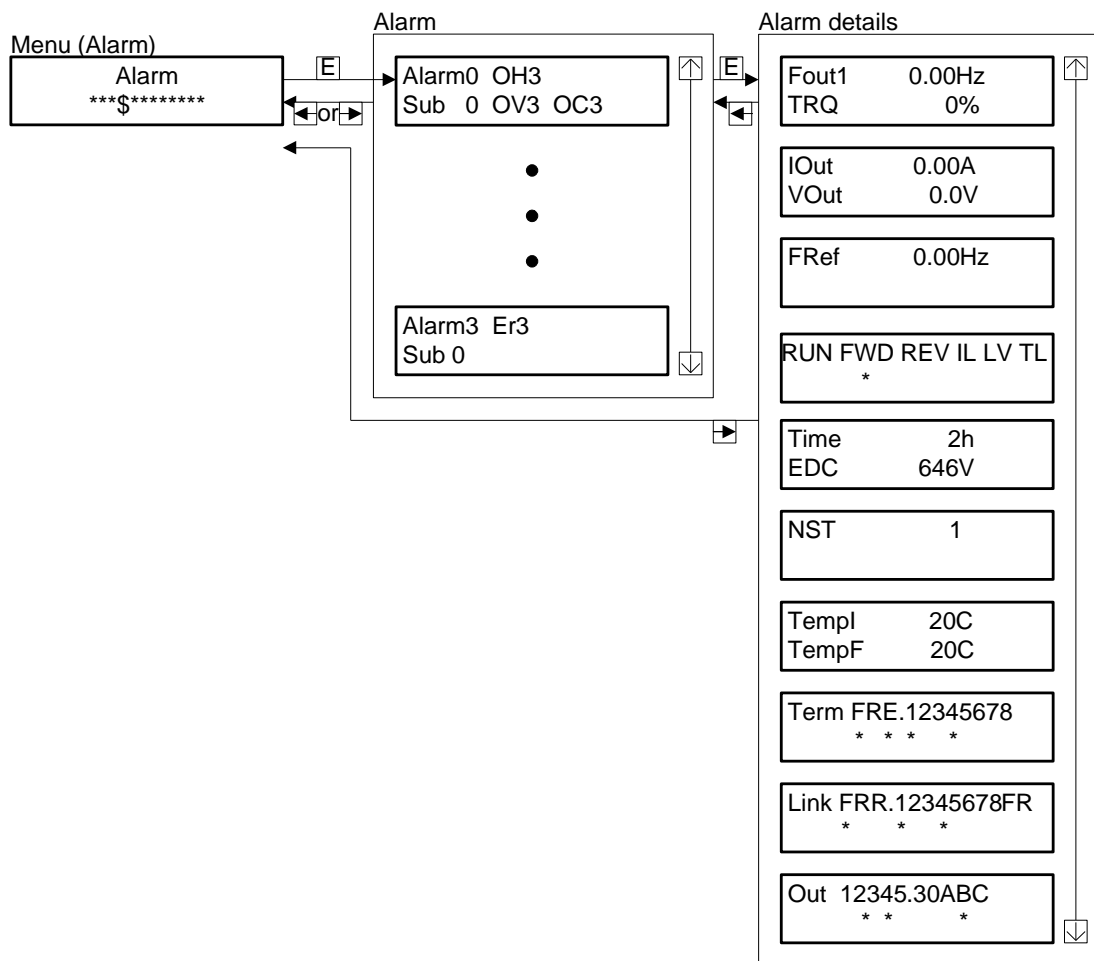 Menu (Alarm)
Alarm
***$********
E
or
Alarm
Alarm0 OH3
Sub 0 OV3 OC3
Alarm3 Er3
Sub 0
E
Alarm details
Fout1 0.00Hz
TRQ 0%
IOut 0.00A
VOut 0.0V
FRef 0.00Hz
RUN FWD REV IL LV TL
*
Time 2h
EDC 646V
NST 1
TempI 20C
TempF 20C
Term FRE.12345678
* * * *
Link FRR.12345678FR
* * *
Out 12345.30ABC
* * *